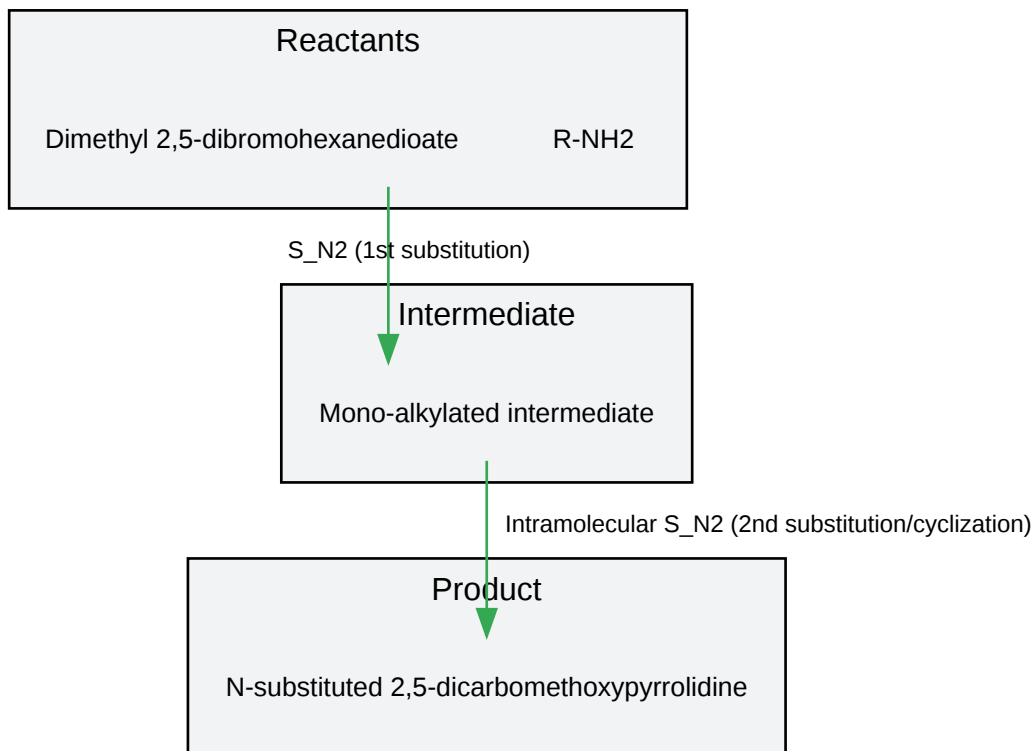 Reactants
Dimethyl 2,5-dibromohexanedioate R-NH2
S_N2 (1st substitution)
Intermediate
Mono-alkylated intermediate
Intramolecular S_N2 (2nd substitution/cyclization)
Product
N-substituted 2,5-dicarbomethoxypyrrolidine